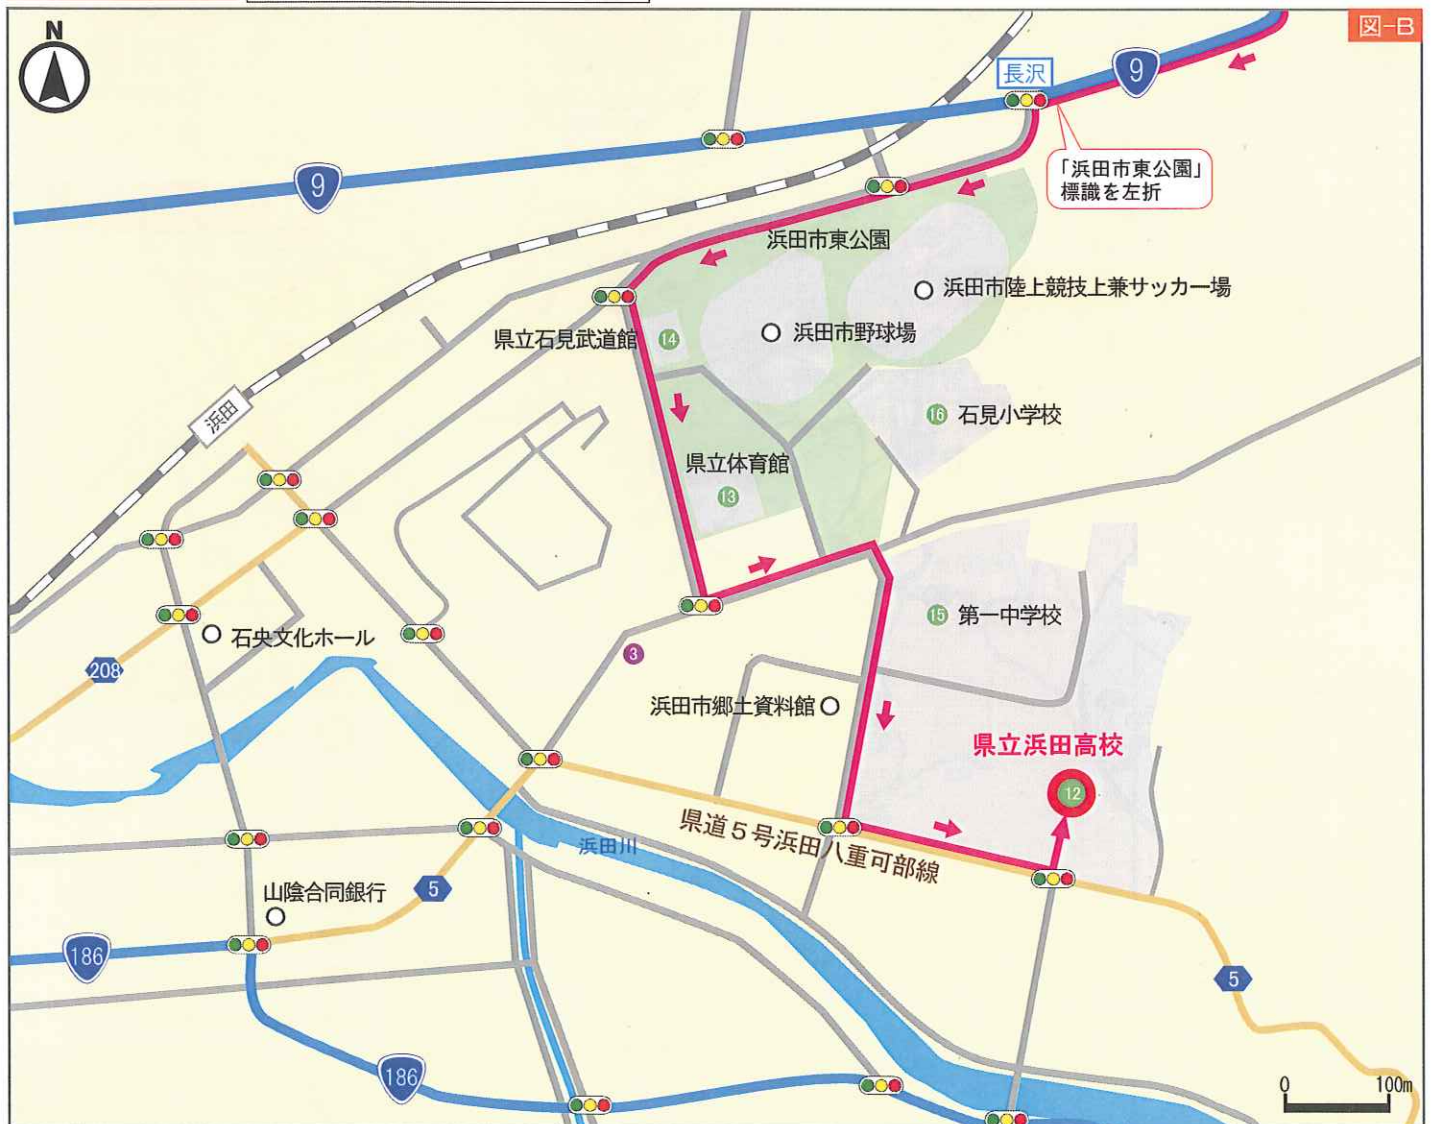 図-B
N
長沢
9
9
「浜田市東公園」
標識を左折
浜田市東公園
浜田市陸上競技上兼サッカー場
浜田市野球場
県立石見武道館
14
浜田
16
石見小学校
県立体育館
13
15
第一中学校
石央文化ホール
3
208
浜田市郷土資料館
県立浜田高校
12
県道5号浜田八重可部線
浜田川
5
山陰合同銀行
186
5
186
0
100m